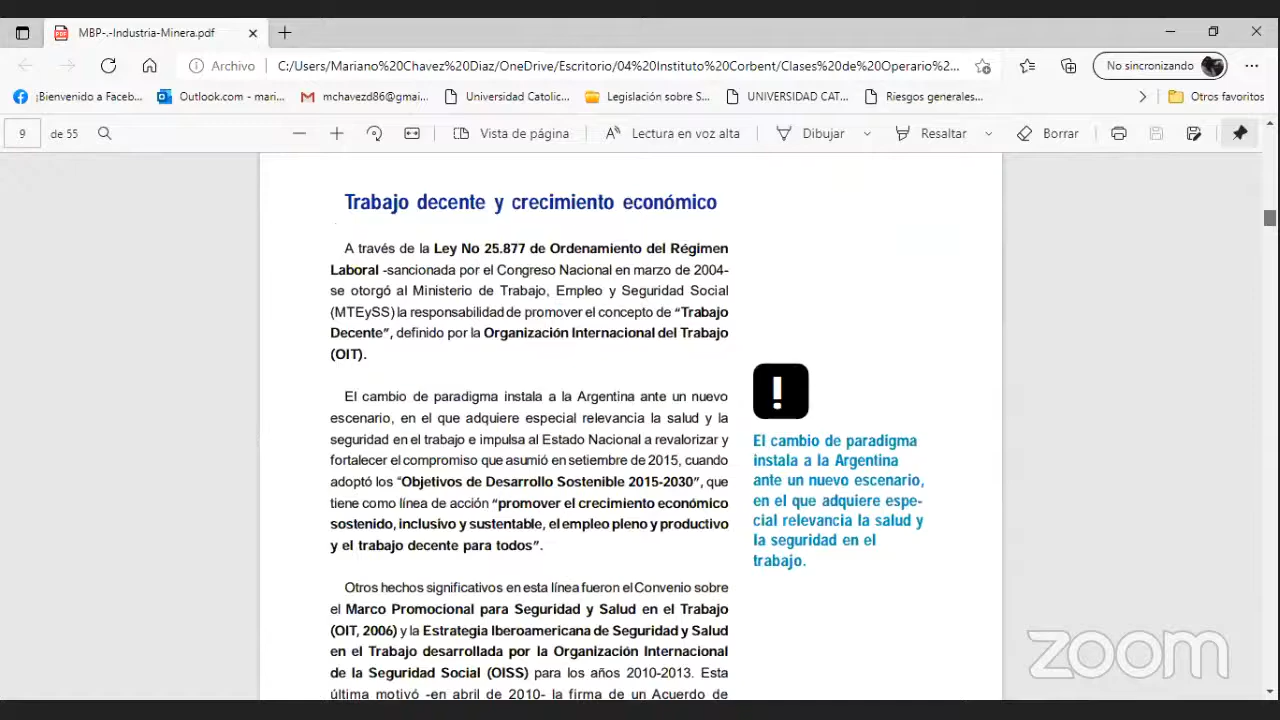 MBP-.-Industria-Minera.pdf
Archivo C:/Users/Mariano%20Chavez%20Diaz/OneDrive/Escritorio/04%20Instituto%20Corbent/Clases%20de%20Operario%2... No sincronizando
¡Bienvenido a Faceb... Outlook.com - mari... mchavezd86@gmai... Universidad Catolic... Legislación sobre S... UNIVERSIDAD CAT... Riesgos generales... Otros favoritos
9 de 55 Vista de página Lectura en voz alta Dibujar Resaltar Borrar
Trabajo decente y crecimiento económico
A través de la Ley No 25.877 de Ordenamiento del Régimen
Laboral -sancionada por el Congreso Nacional en marzo de 2004-
se otorgó al Ministerio de Trabajo, Empleo y Seguridad Social
(MTEySS) la responsabilidad de promover el concepto de “Trabajo
Decente”, definido por la Organización Internacional del Trabajo
(OIT).
El cambio de paradigma instala a la Argentina ante un nuevo
escenario, en el que adquiere especial relevancia la salud y la
seguridad en el trabajo e impulsa al Estado Nacional a revalorizar y
fortalecer el compromiso que asumió en setiembre de 2015, cuando
adoptó los “Objetivos de Desarrollo Sostenible 2015-2030”, que
tiene como línea de acción “promover el crecimiento económico
sostenido, inclusivo y sustentable, el empleo pleno y productivo
y el trabajo decente para todos”.
Otros hechos significativos en esta línea fueron el Convenio sobre
el Marco Promocional para Seguridad y Salud en el Trabajo
(OIT, 2006) y la Estrategia Iberoamericana de Seguridad y Salud
en el Trabajo desarrollada por la Organización Internacional
de la Seguridad Social (OISS) para los años 2010-2013. Esta
última motivó -en abril de 2010- la firma de un Acuerdo de
!
El cambio de paradigma
instala a la Argentina
ante un nuevo escenario,
en el que adquiere espe-
cial relevancia la salud y
la seguridad en el
trabajo.
zoom